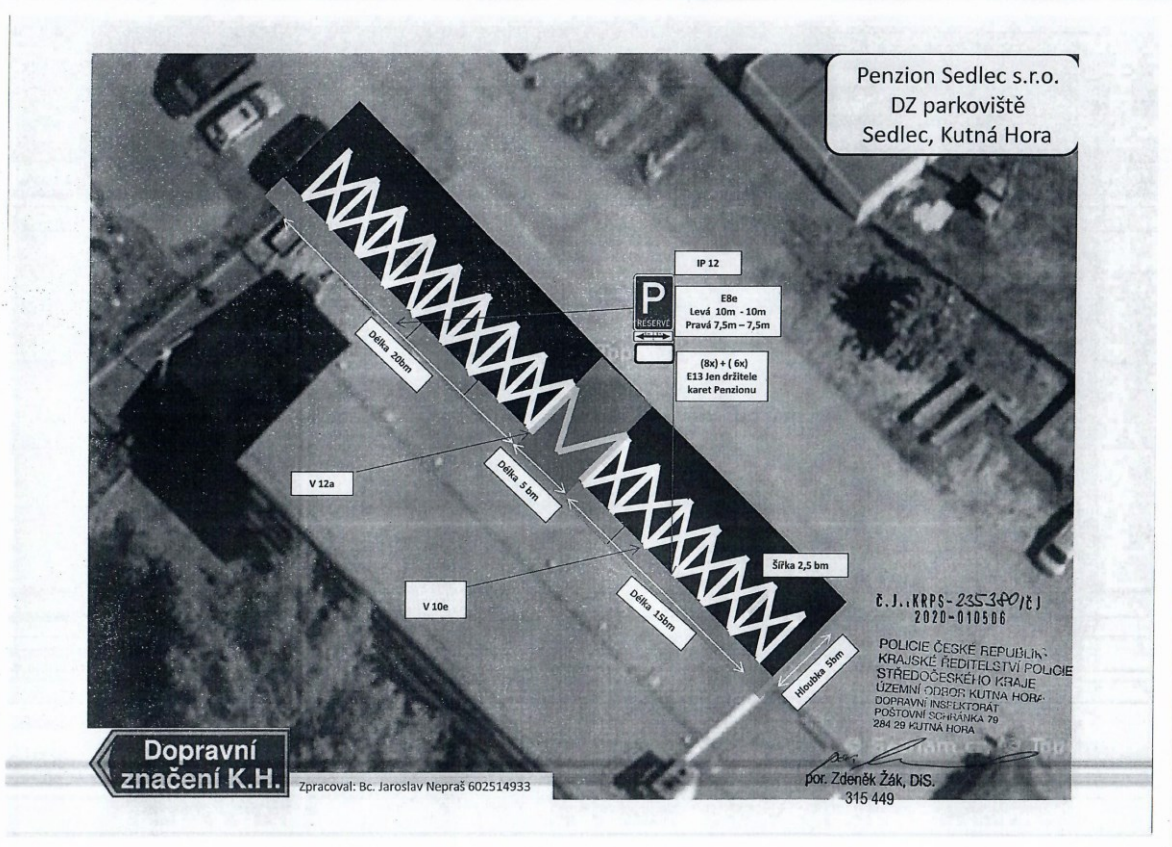 Penzion Sedlec s.r.o.
DZ parkoviště
Sedlec, Kutná Hora
IP 12
P
RESERVÉ
E8e
Levá 10m - 10m
Pravá 7,5m – 7,5m
(8x) + ( 6x)
E13 Jen držitele
karet Penzionu
Délka 20bm
V 12a
Délka 5 bm
V 10e
Délka 15bm
Šířka 2,5 bm
Hloubka 5bm
Č.J.:KRPS-235380/ČJ
2020-010506
POLICIE ČESKÉ REPUBLIK
KRAJSKÉ ŘEDITELSTVÍ POLICIE
STŘEDOČESKÉHO KRAJE
ÚZEMNÍ ODBOR KUTNÁ HORA
DOPRAVNÍ INSPEKTORÁT
POŠTOVNÍ SCHRÁNKA 79
284 29 KUTNÁ HORA
por. Zdeněk Žák, DiS.
315 449
Dopravní
značení K.H.
Zpracoval: Bc. Jaroslav Nepraš 602514933